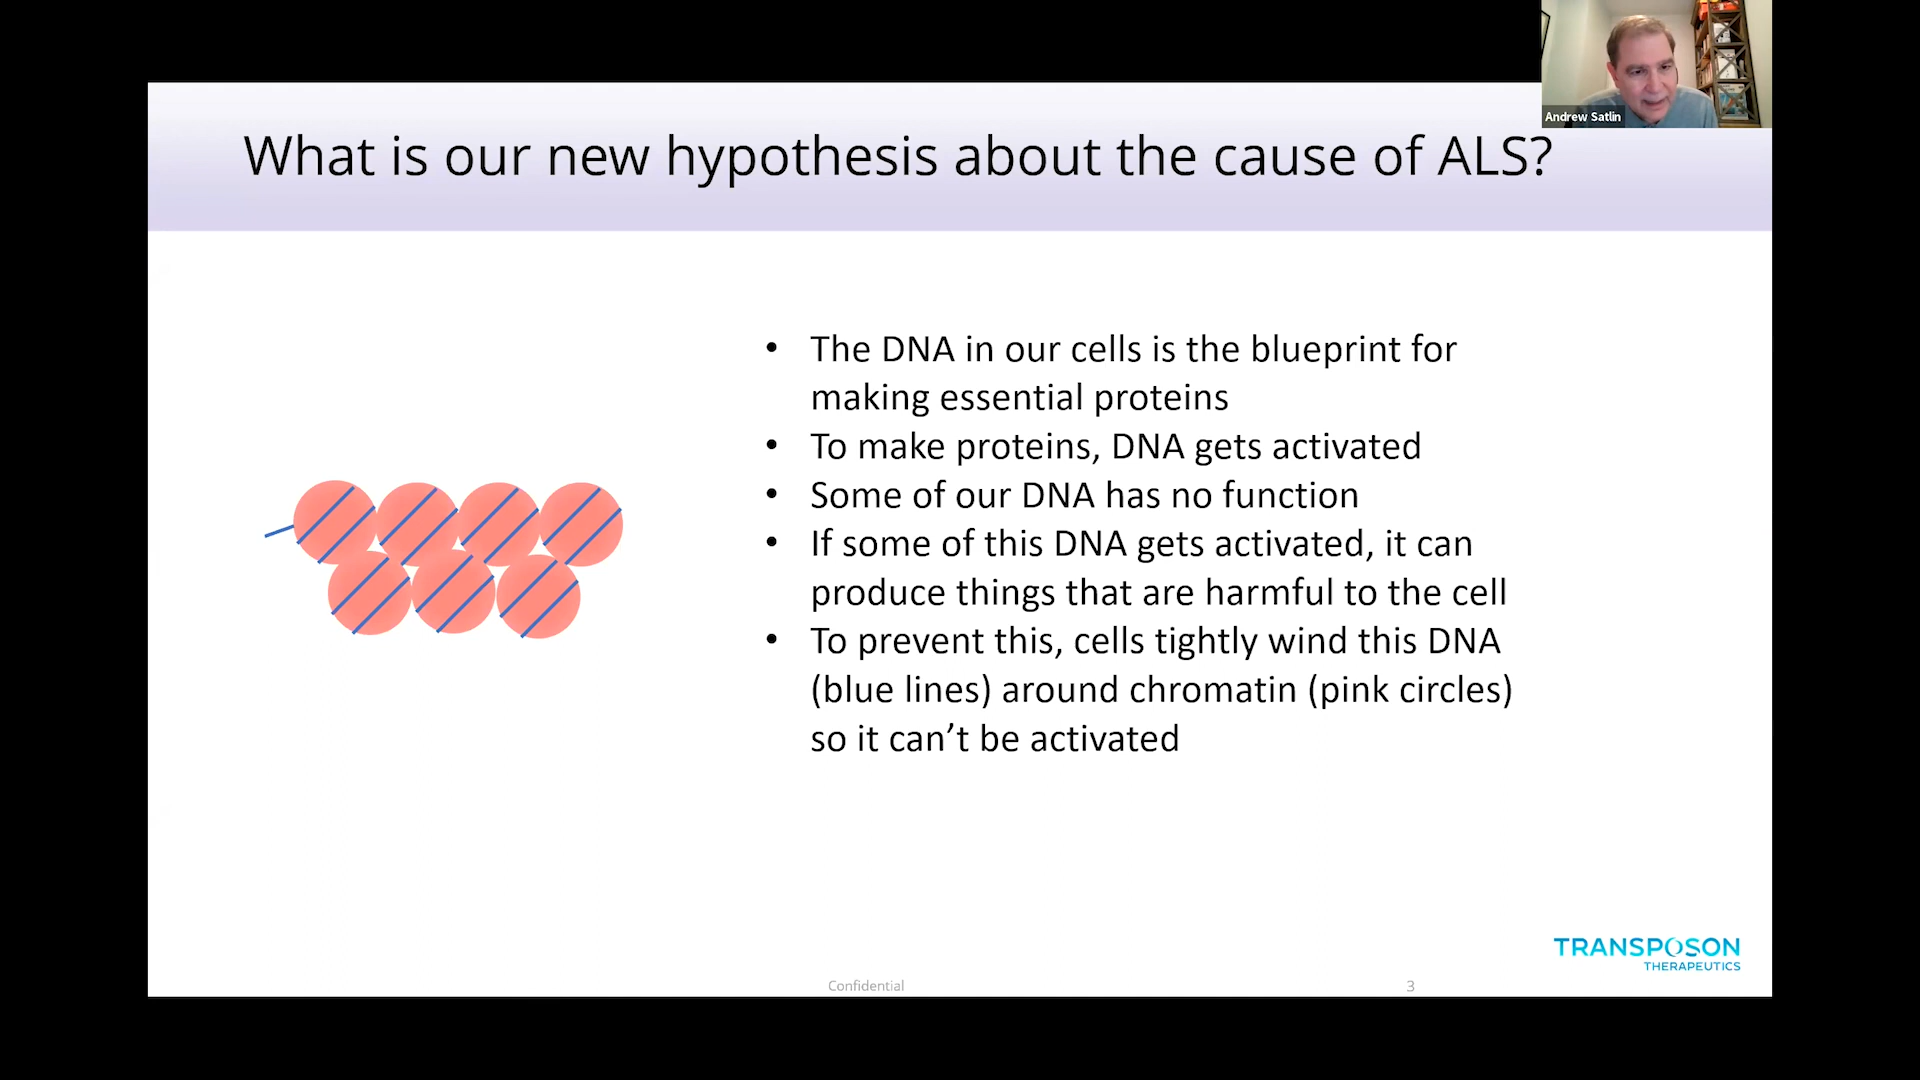 Andrew Satlin
What is our new hypothesis about the cause of ALS?
• The DNA in our cells is the blueprint for
making essential proteins
• To make proteins, DNA gets activated
• Some of our DNA has no function
• If some of this DNA gets activated, it can
produce things that are harmful to the cell
• To prevent this, cells tightly wind this DNA
(blue lines) around chromatin (pink circles)
so it can’t be activated
TRANSPOSON
THERAPEUTICS
Confidential
3